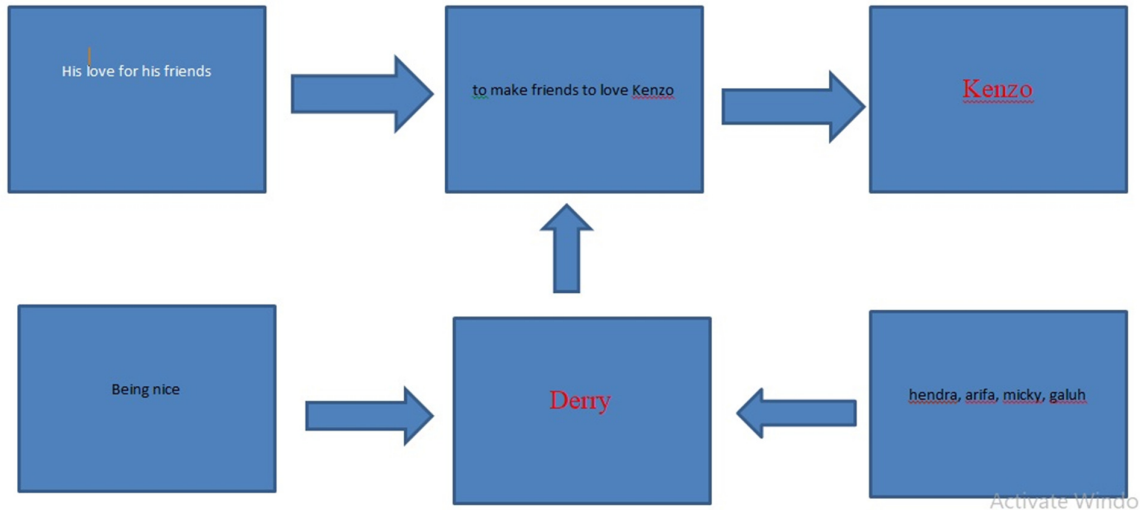 His love for his friends
to make friends to love Kenzo
Kenzo
Being nice
Derry
hendra, arifa, micky, galuh
Activate Windo